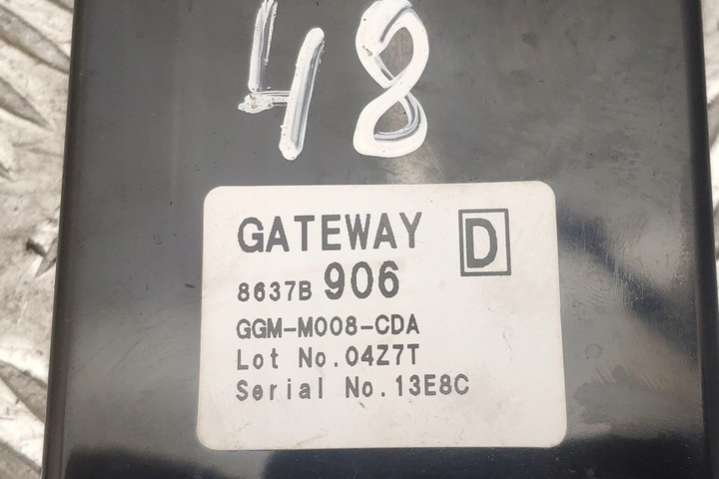 48
GATEWAY D
8637B 906
GGM-M008-CDA
Lot No.04Z7T
Serial No.13E8C